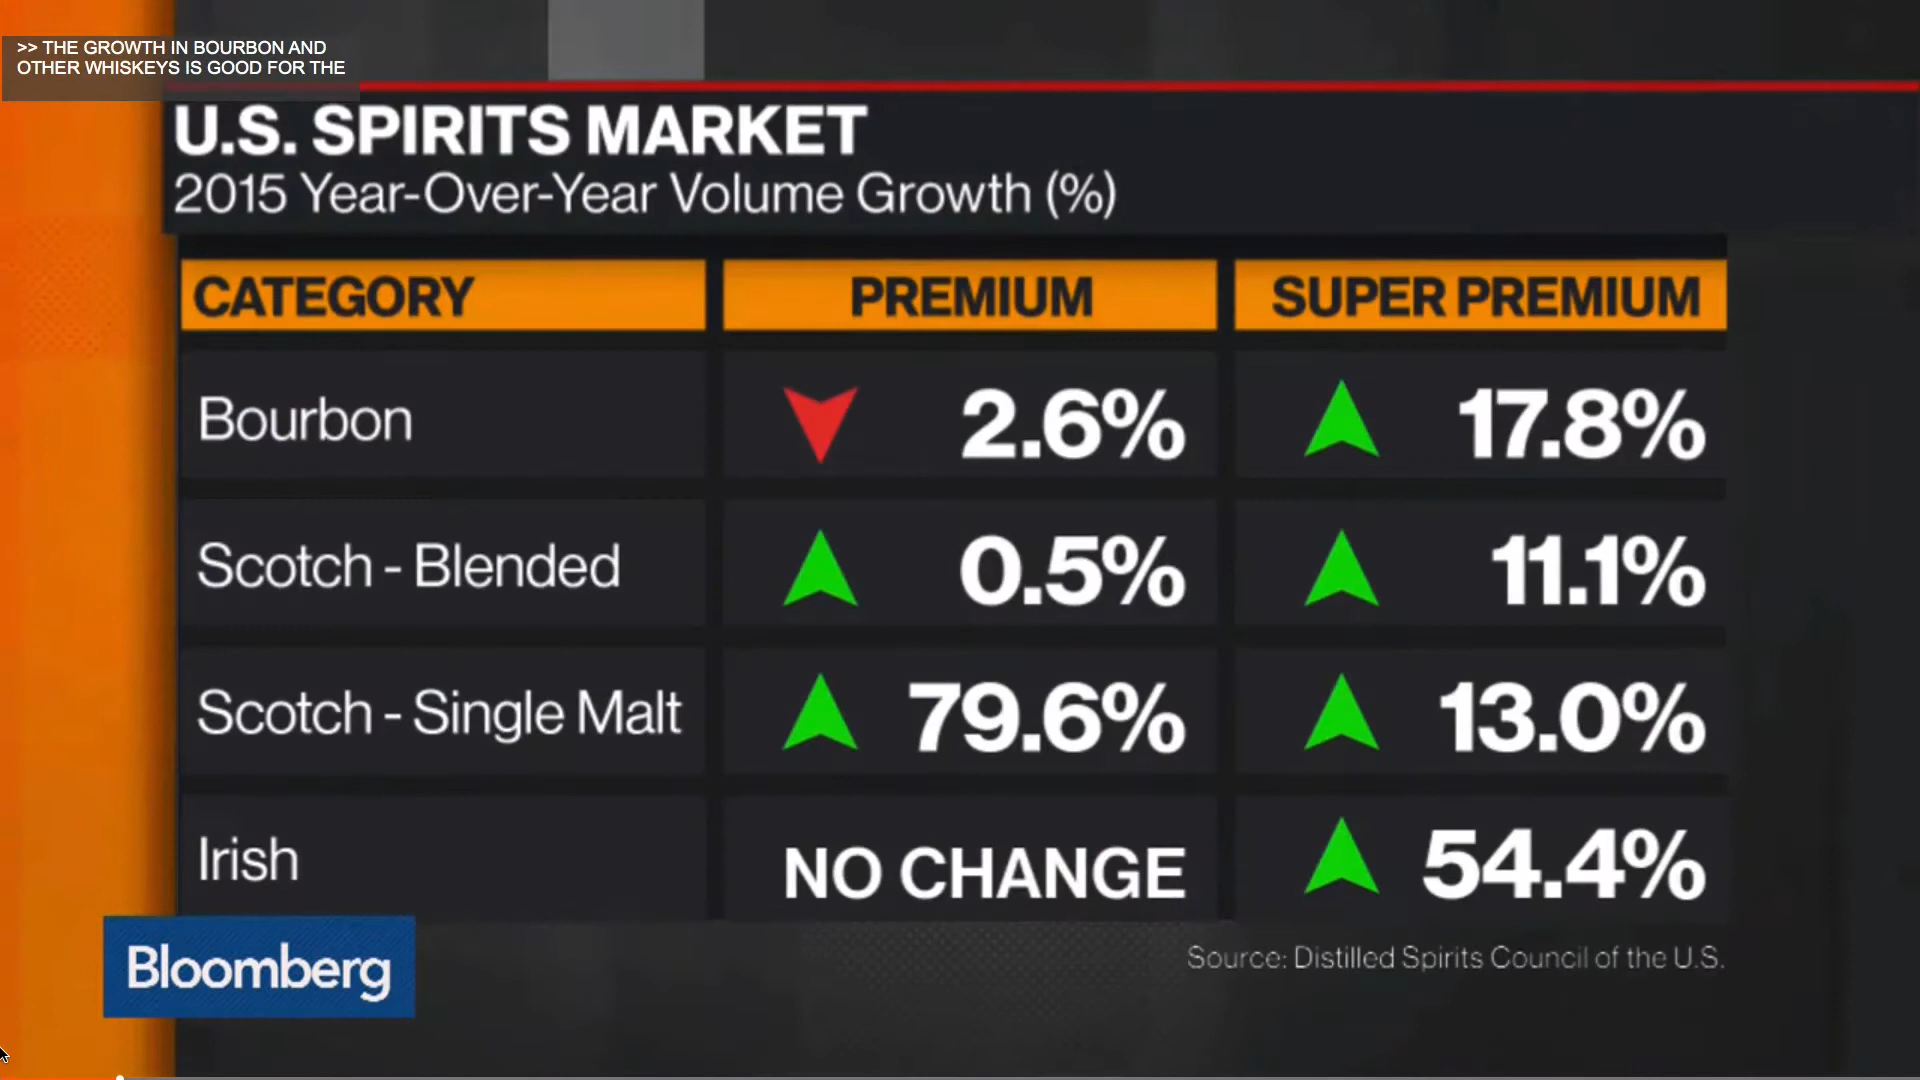 >> THE GROWTH IN BOURBON AND
OTHER WHISKEYS IS GOOD FOR THE
U.S. SPIRITS MARKET
2015 Year-Over-Year Volume Growth (%)
CATEGORY PREMIUM SUPER PREMIUM
Bourbon 2.6% 17.8%
Scotch - Blended 0.5% 11.1%
Scotch - Single Malt 79.6% 13.0%
Irish NO CHANGE 54.4%
Source: Distilled Spirits Council of the U.S.
Bloomberg